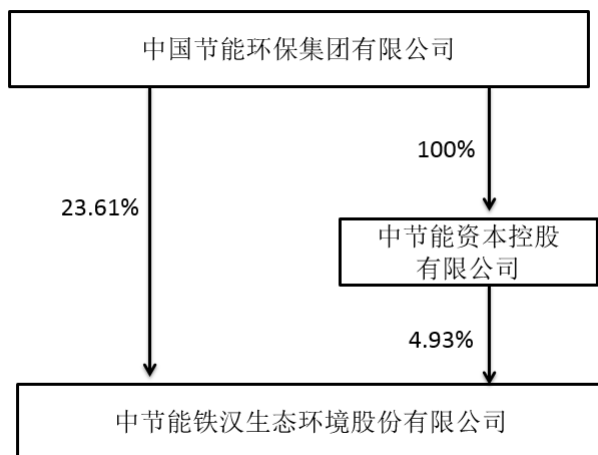 中国节能环保集团有限公司
100%
23.61%
中节能资本控股
有限公司
4.93%
中节能铁汉生态环境股份有限公司